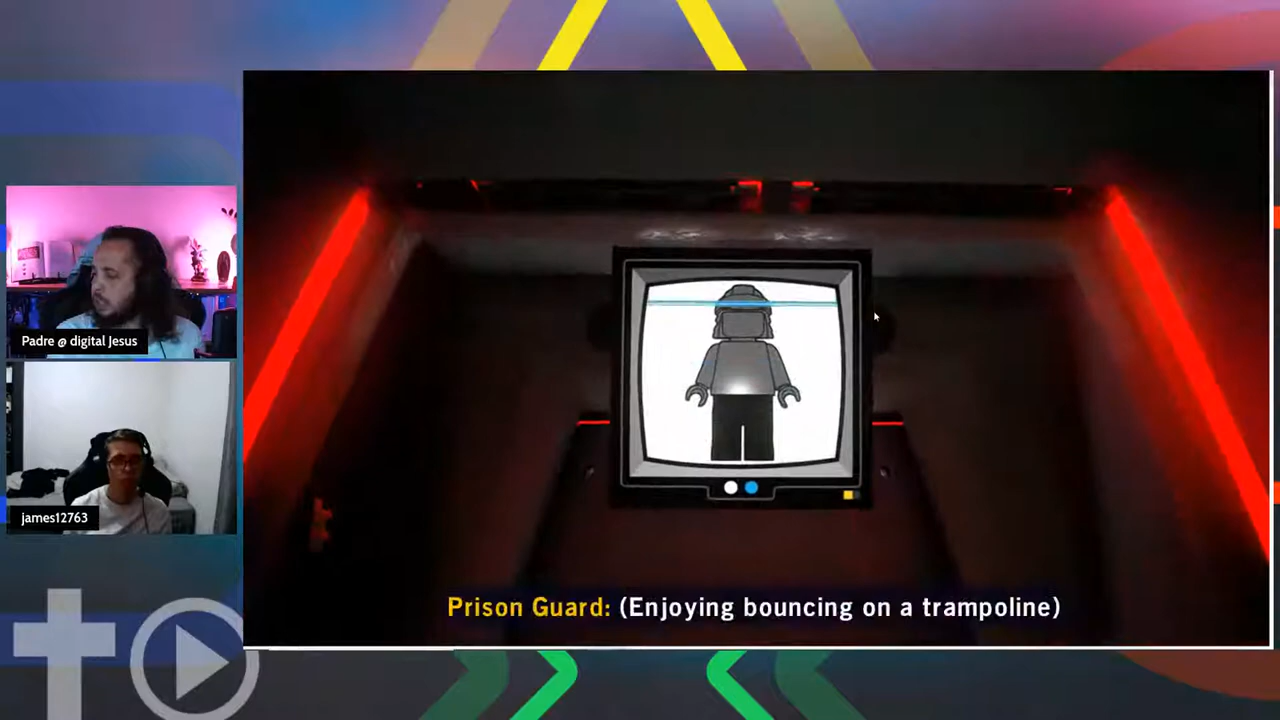 Padre @ digital Jesus
james12763
Prison Guard: (Enjoying bouncing on a trampoline)